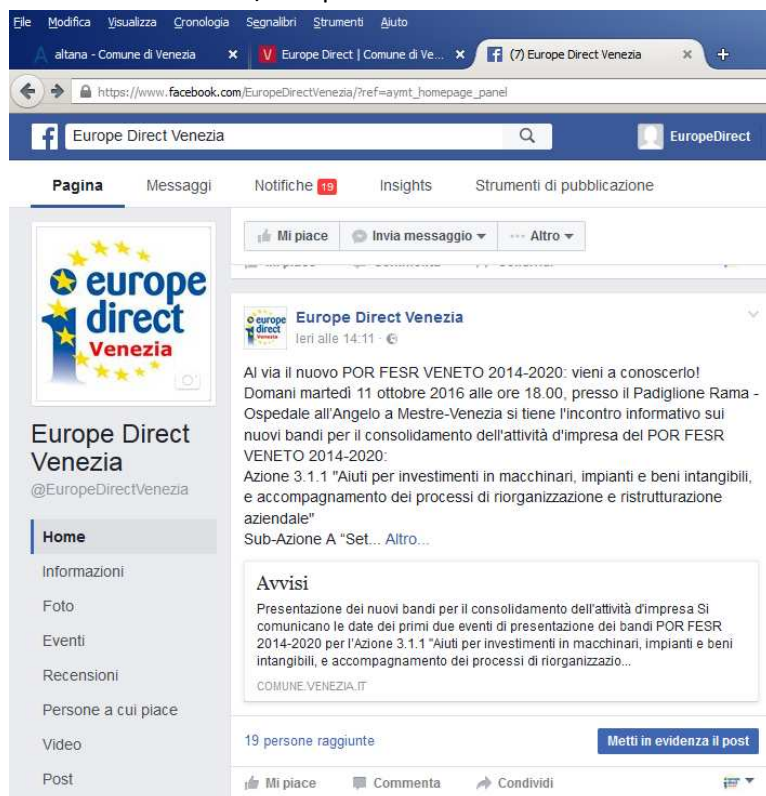 File Modifica Visualizza Cronologia Segnalibri Strumenti Aiuto
altana - Comune di Venezia
Europe Direct | Comune di Ve...
(7) Europe Direct Venezia
https://www.facebook.com/EuropeDirectVenezia/?ref=aymt_homepage_panel
Europe Direct Venezia
EuropeDirect
Pagina Messaggi Notifiche 19 Insights Strumenti di pubblicazione
europe
direct
Venezia
Europe Direct
Venezia
@EuropeDirectVenezia
Home
Informazioni
Foto
Eventi
Recensioni
Persone a cui piace
Video
Post
Mi piace Invia messaggio ··· Altro
europe
direct
Venezia
Europe Direct Venezia
Ieri alle 14:11 ·
Al via il nuovo POR FESR VENETO 2014-2020: vieni a conoscerlo!
Domani martedì 11 ottobre 2016 alle ore 18.00, presso il Padiglione Rama -
Ospedale all'Angelo a Mestre-Venezia si tiene l'incontro informativo sui
nuovi bandi per il consolidamento dell'attività d'impresa del POR FESR
VENETO 2014-2020:
Azione 3.1.1 "Aiuti per investimenti in macchinari, impianti e beni intangibili,
e accompagnamento dei processi di riorganizzazione e ristrutturazione
aziendale"
Sub-Azione A “Set... Altro...
Avvisi
Presentazione dei nuovi bandi per il consolidamento dell'attività d'impresa Si
comunicano le date dei primi due eventi di presentazione dei bandi POR FESR
2014-2020 per l'Azione 3.1.1 "Aiuti per investimenti in macchinari, impianti e beni
intangibili, e accompagnamento dei processi di riorganizzazio...
COMUNE.VENEZIA.IT
19 persone raggiunte
Metti in evidenza il post
Mi piace Commenta Condividi